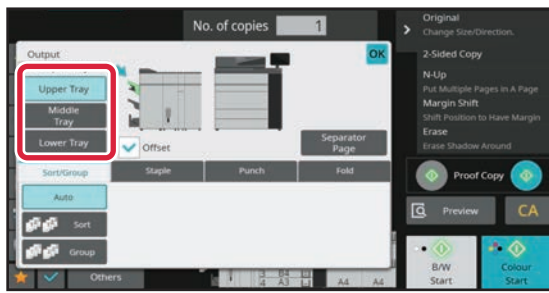 No. of copies 1
Output
OK
Upper Tray
Middle
Tray
Lower Tray
Offset
Separator
Page
Sort/Group
Staple
Punch
Fold
Auto
Sort
Group
Others
A4
A4
Original
Change Size/Direction.
2-Sided Copy
N-Up
Put Multiple Pages in A Page
Margin Shift
Shift Position to Have Margin
Erase
Erase Shadow Around
Proof Copy
Preview
CA
B/W
Start
Colour
Start